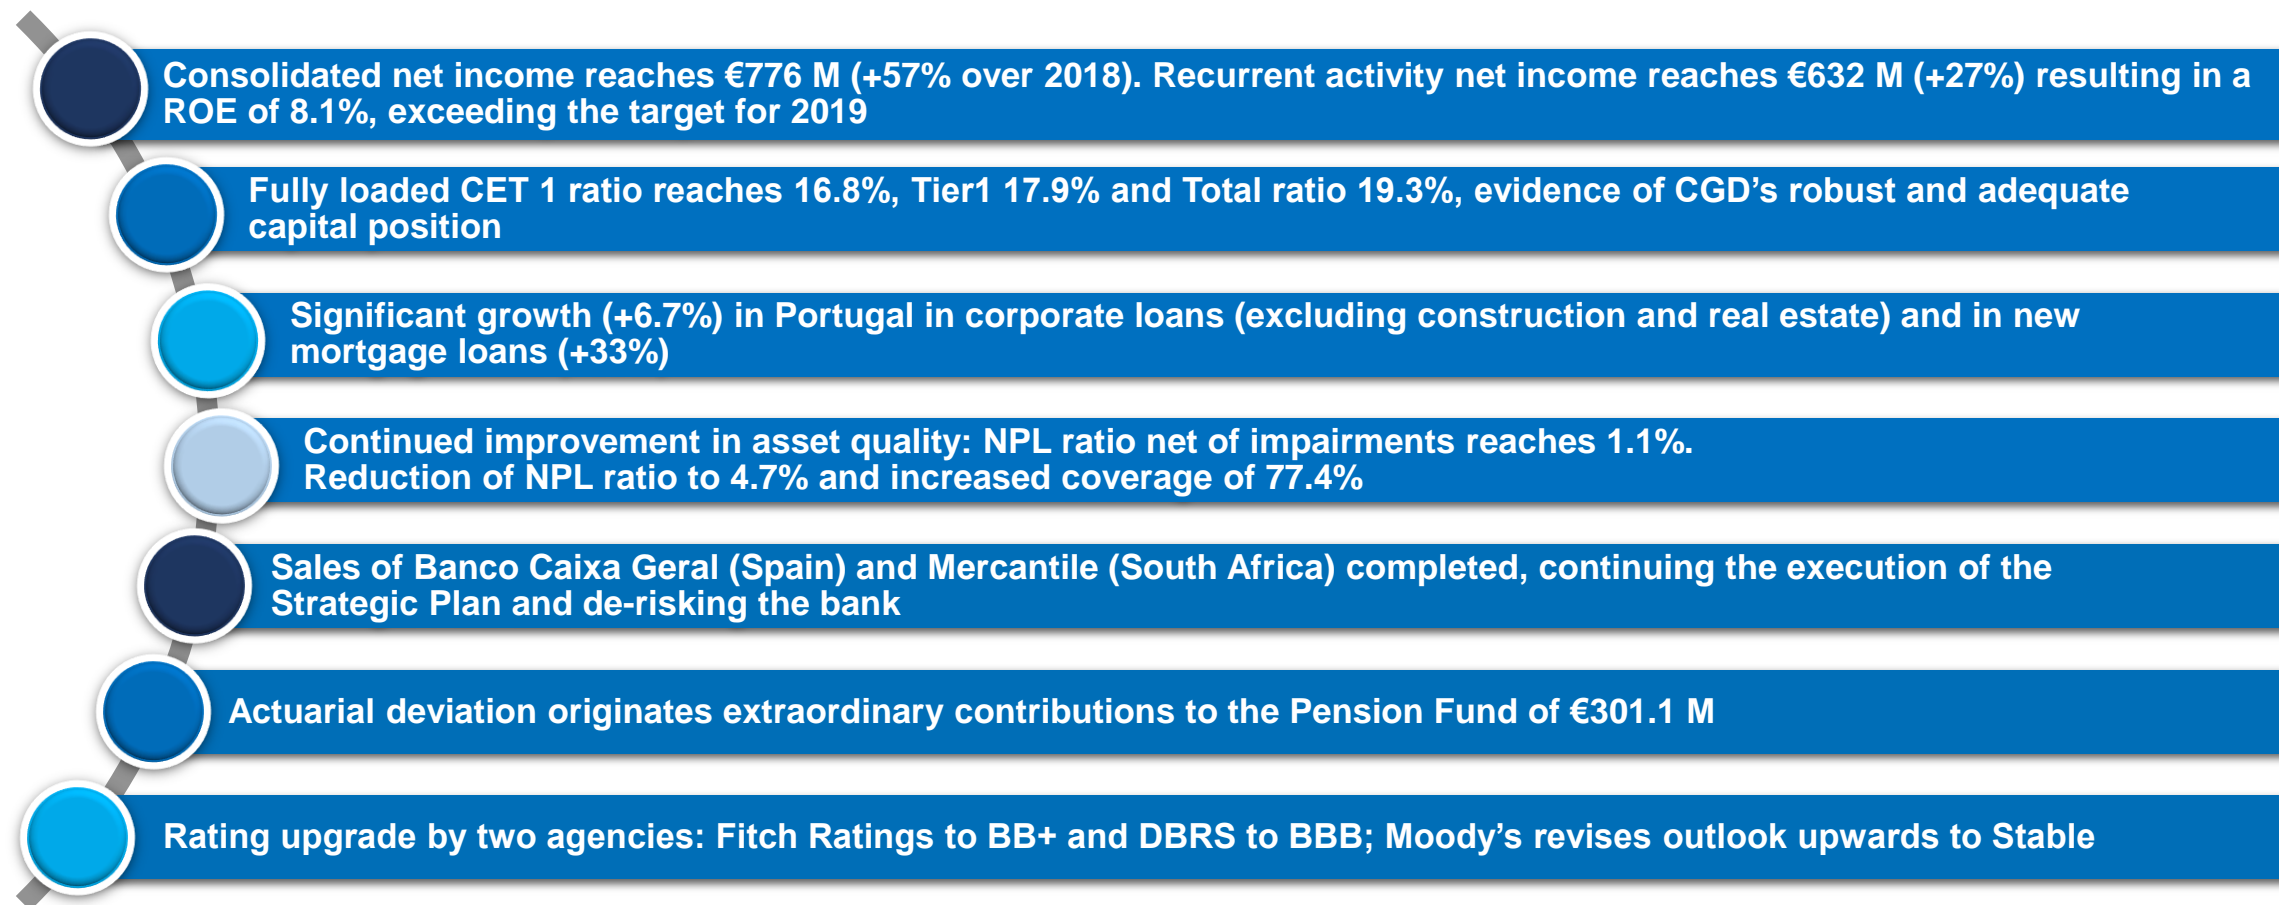 Consolidated net income reaches €776 M (+57% over 2018). Recurrent activity net income reaches €632 M (+27%) resulting in a
ROE of 8.1%, exceeding the target for 2019
Fully loaded CET 1 ratio reaches 16.8%, Tier1 17.9% and Total ratio 19.3%, evidence of CGD’s robust and adequate
capital position
Significant growth (+6.7%) in Portugal in corporate loans (excluding construction and real estate) and in new
mortgage loans (+33%)
Continued improvement in asset quality: NPL ratio net of impairments reaches 1.1%.
Reduction of NPL ratio to 4.7% and increased coverage of 77.4%
Sales of Banco Caixa Geral (Spain) and Mercantile (South Africa) completed, continuing the execution of the
Strategic Plan and de-risking the bank
Actuarial deviation originates extraordinary contributions to the Pension Fund of €301.1 M
Rating upgrade by two agencies: Fitch Ratings to BB+ and DBRS to BBB; Moody’s revises outlook upwards to Stable